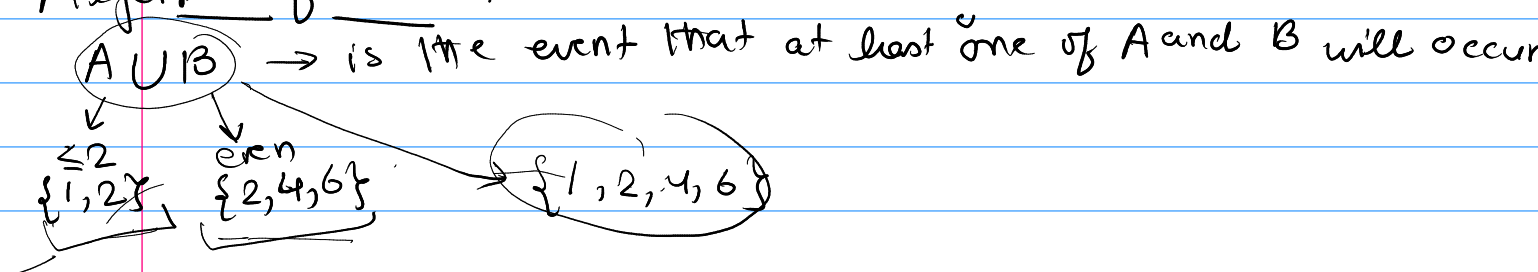 A ∪ B → is the event that at least one of A and B will occur
≤2 even
{1,2} {2,4,6} {1,2,4,6}